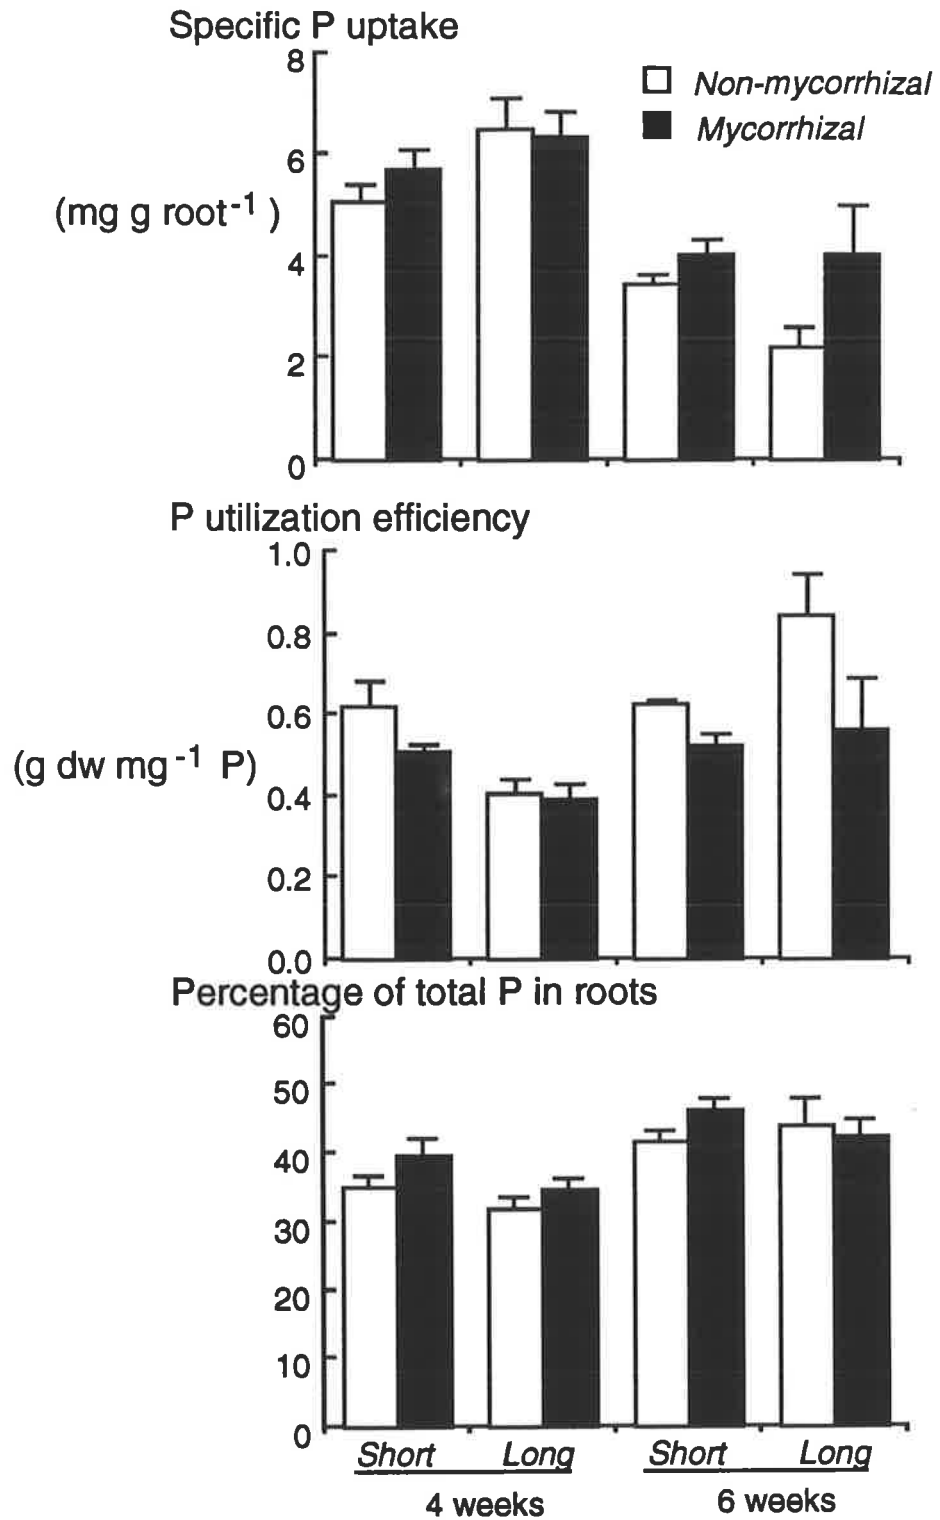 Specific P uptake
8
Non-mycorrhizal
Mycorrhizal
6
(mg g root-1 )
4
2
0
P utilization efficiency
1.0
0.8
0.6
(g dw mg -1 P)
0.4
0.2
0.0
Percentage of total P in roots
60
50
40
30
20
10
0
Short Long Short Long
4 weeks 6 weeks